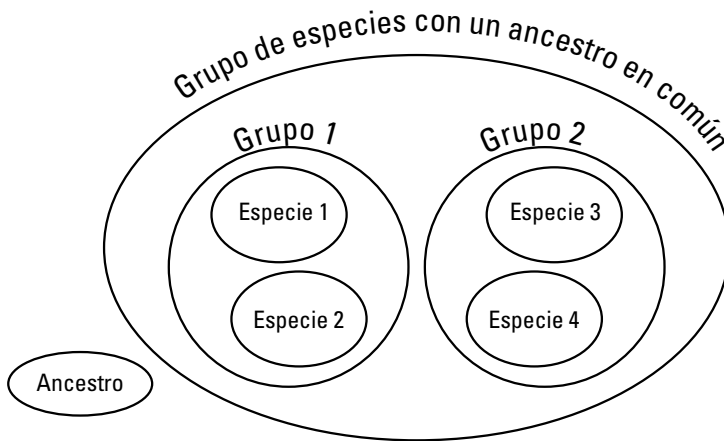 Grupo de especies con un ancestro en común
Grupo 1
Grupo 2
Especie 1
Especie 3
Especie 2
Especie 4
Ancestro